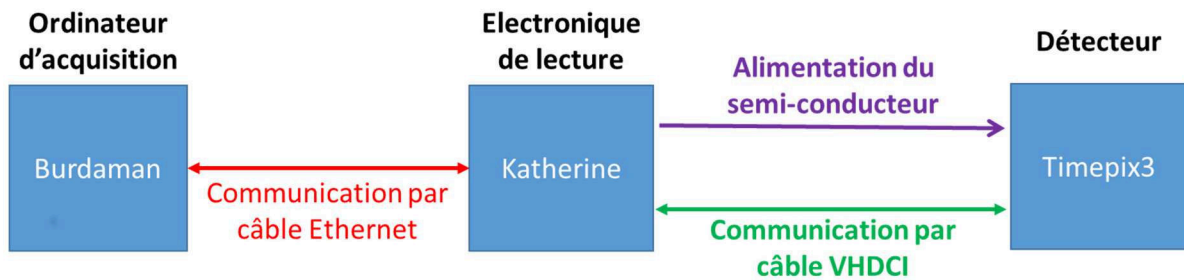 Ordinateur
d’acquisition
Burdaman
Communication par
câble Ethernet
Electronique
de lecture
Katherine
Alimentation du
semi-conducteur
Communication par
câble VHDCI
Détecteur
Timepix3